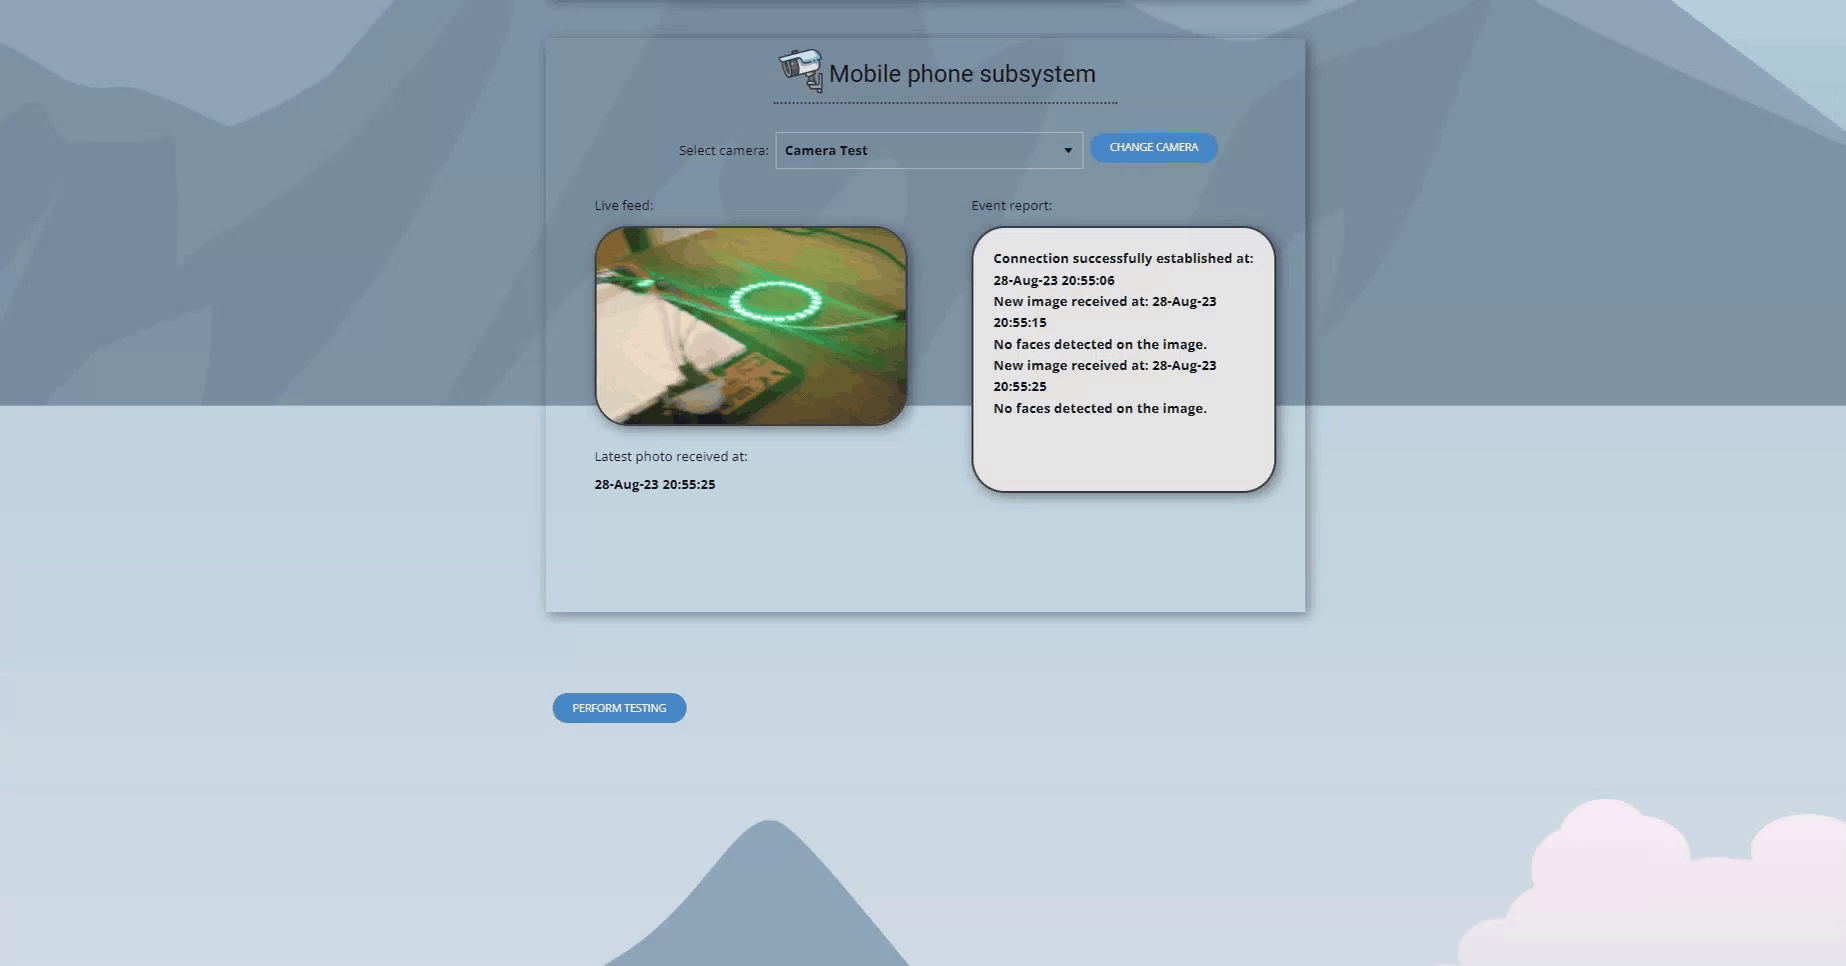 Mobile phone subsystem
Select camera: Camera Test CHANGE CAMERA
Live feed:
Event report:
Connection successfully established at:
28-Aug-23 20:55:06
New image received at: 28-Aug-23
20:55:15
No faces detected on the image.
New image received at: 28-Aug-23
20:55:25
No faces detected on the image.
Latest photo received at:
28-Aug-23 20:55:25
PERFORM TESTING